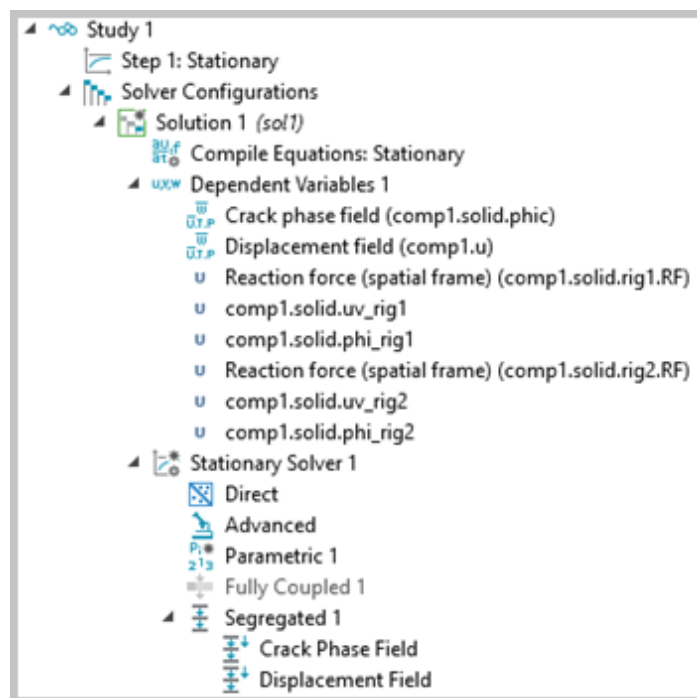 Study 1
Step 1: Stationary
Solver Configurations
Solution 1 (sol1)
Compile Equations: Stationary
Dependent Variables 1
Crack phase field (comp1.solid.phic)
Displacement field (comp1.u)
Reaction force (spatial frame) (comp1.solid.rig1.RF)
comp1.solid.uv_rig1
comp1.solid.phi_rig1
Reaction force (spatial frame) (comp1.solid.rig2.RF)
comp1.solid.uv_rig2
comp1.solid.phi_rig2
Stationary Solver 1
Direct
Advanced
Parametric 1
Fully Coupled 1
Segregated 1
Crack Phase Field
Displacement Field